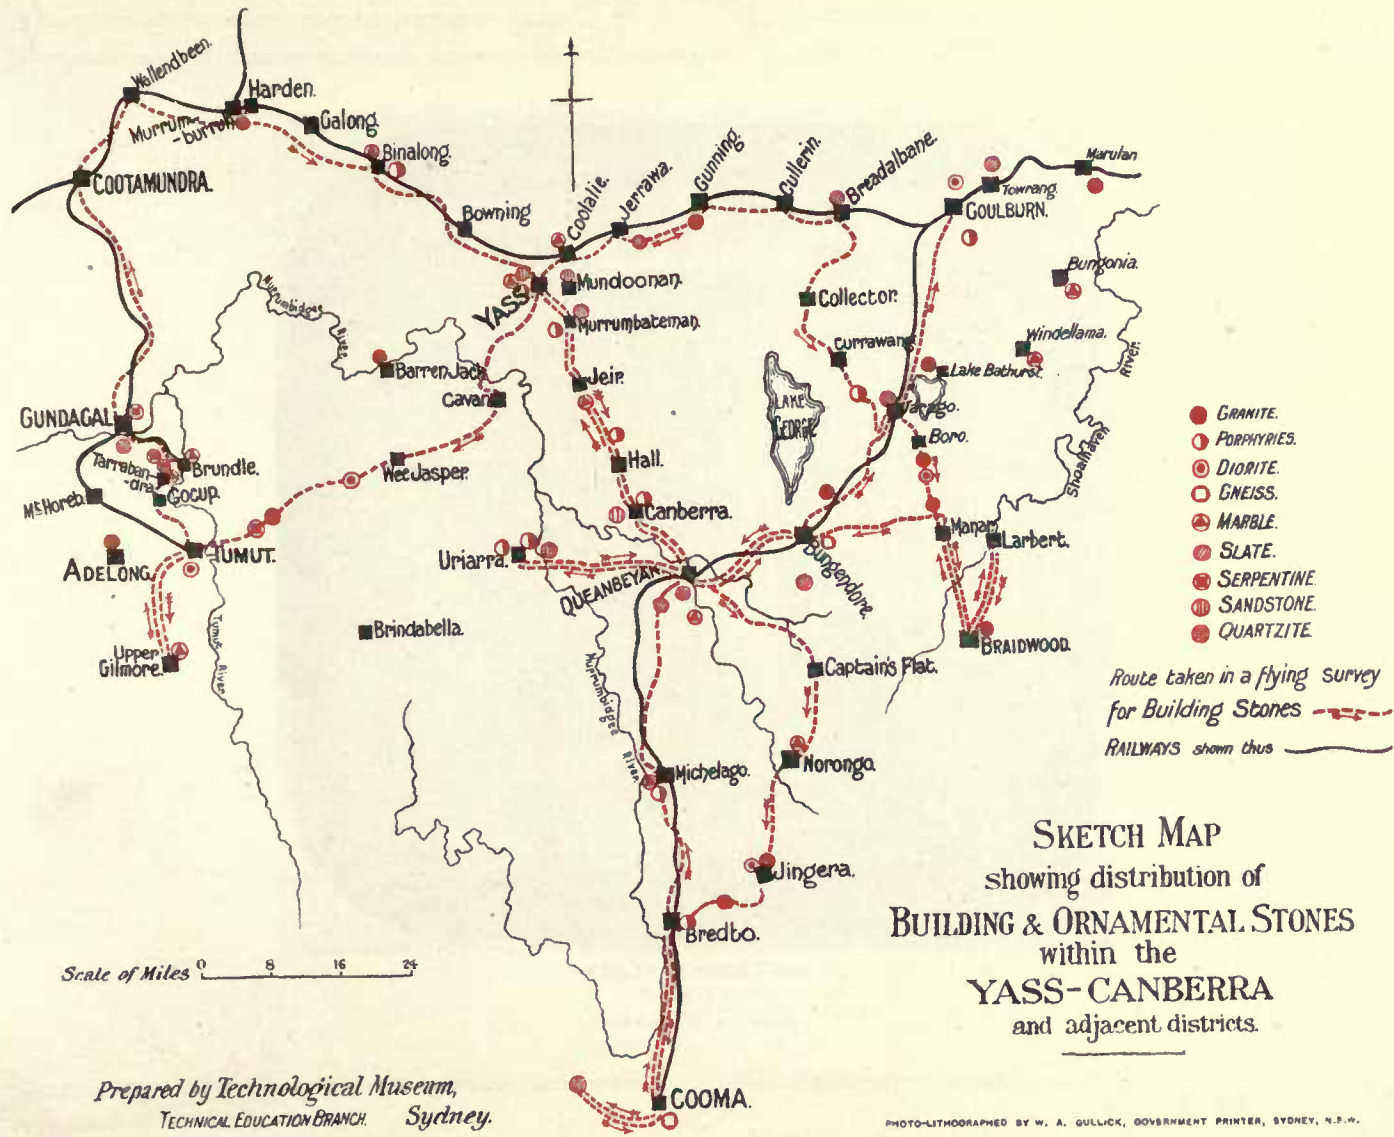 Wallendbeen.
Harden.
Murrum-
-burrah
Galong.
Binalong.
COOTAMUNDRA.
Bowning
Coolalie.
Jerrawa.
Gunning.
Cullerin.
Breadalbane.
Marulan
Towrang.
GOULBURN.
Bungonia.
Windellama.
Shoalhaven
River.
Murrumbidgee
River.
YASS
Mundoonan.
Murrumbateman.
Collector.
Currawang
Barren Jack
Cavan
Jeir.
LAKE
GEORGE
Lake Bathurst.
Tarago.
Boro.
GUNDAGAI.
Tarraban-
-dra.
Brundle.
Gocup.
Mt Horeb.
Wee Jasper.
Hall.
Canberra.
ADELONG.
TUMUT.
Uriarra.
QUEANBEYAN
Bungendore.
Manar.
Larbert.
BRAIDWOOD.
Brindabella.
Upper
Gilmore.
Tumut
River.
Murrumbidgee
River.
Captain's Flat.
Michelago.
Norongo.
Jingera.
Bredbo.
COOMA.
GRANITE.
PORPHYRIES.
DIORITE.
GNEISS.
MARBLE.
SLATE.
SERPENTINE.
SANDSTONE.
QUARTZITE.
Route taken in a flying survey
for Building Stones
RAILWAYS shown thus
SKETCH MAP
showing distribution of
BUILDING & ORNAMENTAL STONES
within the
YASS-CANBERRA
and adjacent districts.
Scale of Miles 0 8 16 24
Prepared by Technological Museum,
TECHNICAL EDUCATION BRANCH. Sydney.
PHOTO-LITHOGRAPHED BY W. A. GULLICK, GOVERNMENT PRINTER, SYDNEY, N.S.W.